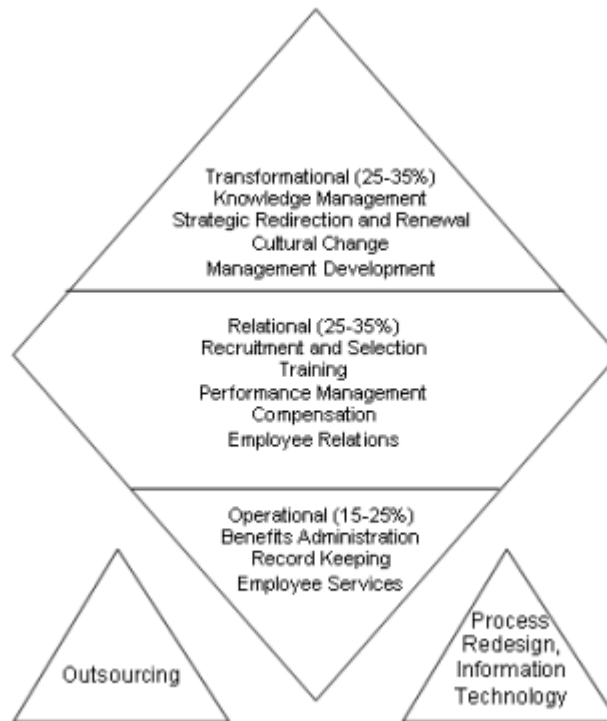 Transformational (25-35%)
Knowledge Management
Strategic Redirection and Renewal
Cultural Change
Management Development
Relational (25-35%)
Recruitment and Selection
Training
Performance Management
Compensation
Employee Relations
Operational (15-25%)
Benefits Administration
Record Keeping
Employee Services
Outsourcing
Process
Redesign,
Information
Technology